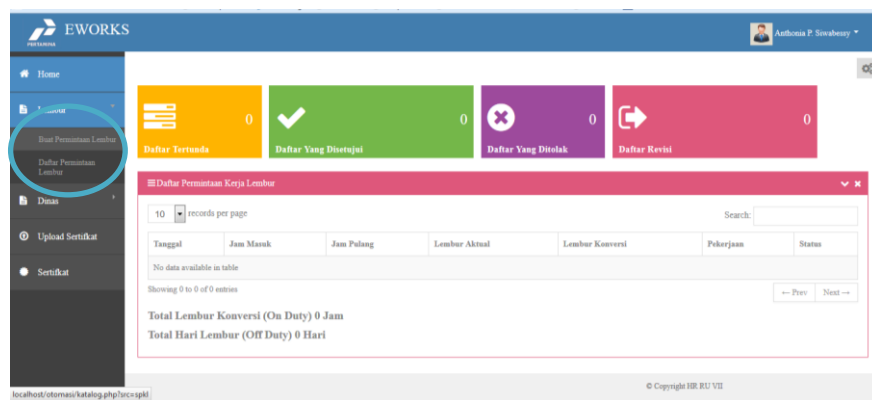 EWORKS
PERTAMINA
Anthonia P. Siwabessy
Home
Lembur
Buat Permintaan Lembur
Daftar Permintaan
Lembur
Dinas
Upload Sertifkat
Sertifkat
0
Daftar Tertunda
0
Daftar Yang Disetujui
0
Daftar Yang Ditolak
0
Daftar Revisi
Daftar Permintaan Kerja Lembur
10 records per page
Search:
Tanggal Jam Masuk Jam Pulang Lembur Aktual Lembur Konversi Pekerjaan Status
No data available in table
Showing 0 to 0 of 0 entries
← Prev Next →
Total Lembur Konversi (On Duty) 0 Jam
Total Hari Lembur (Off Duty) 0 Hari
© Copyright HR RU VII
localhost/otomasi/katalog.php?src=spkl